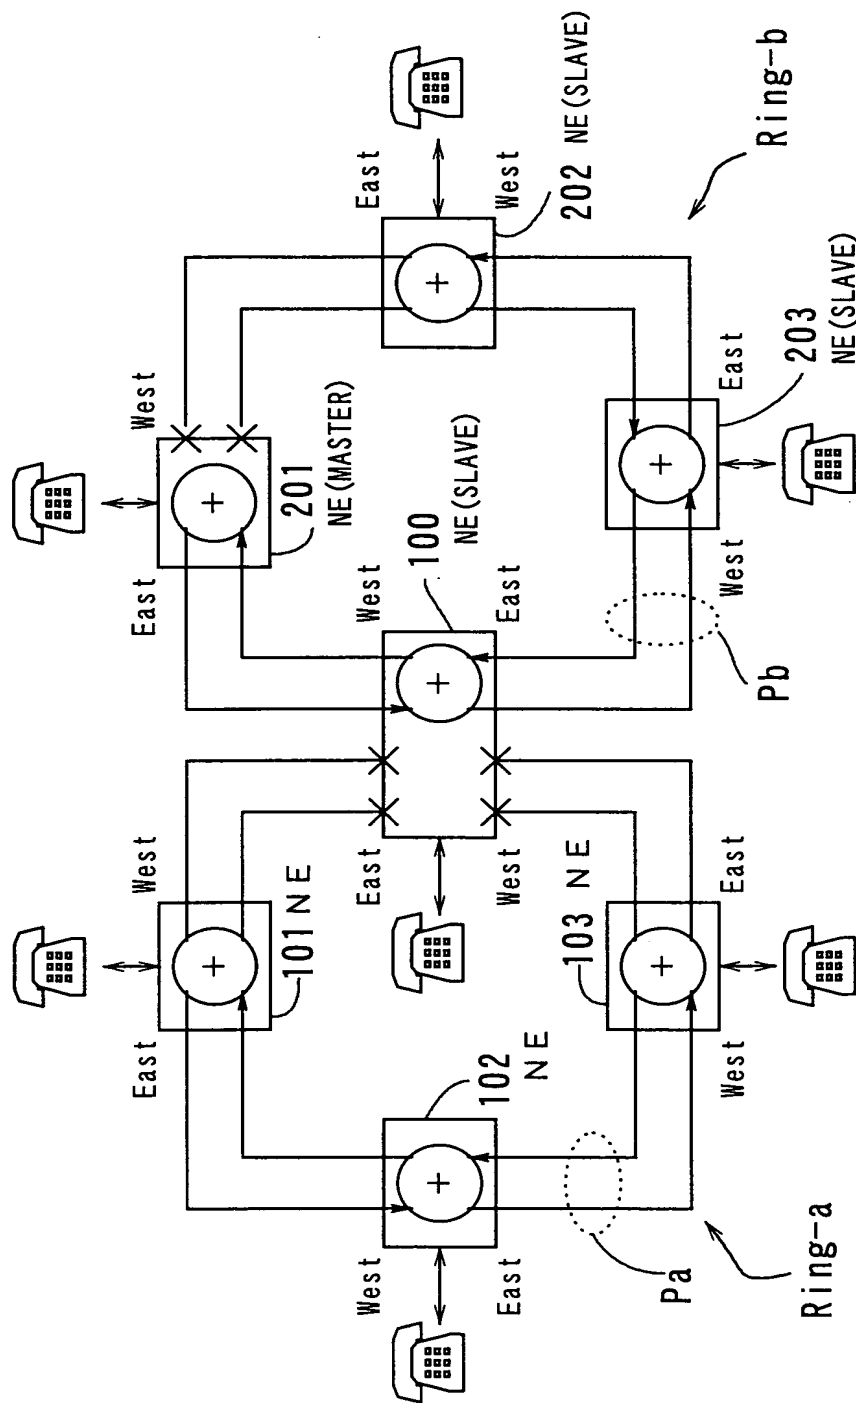 East
West
101 NE
West
East
102 NE
East
West
103 NE
West
East
Pa
Ring-a
East
West
201
NE(MASTER)
West
East
100
NE(SLAVE)
East
West
202 NE(SLAVE)
West
East
203
NE(SLAVE)
Pb
Ring-b